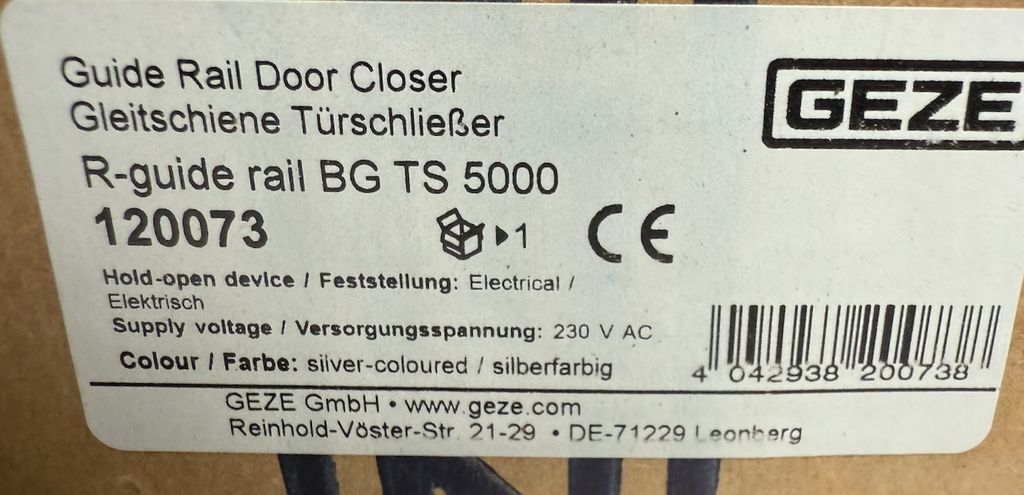 Guide Rail Door Closer
Gleitschiene Türschließer
GEZE
R-guide rail BG TS 5000
120073
1 CE
Hold-open device / Feststellung: Electrical /
Elektrisch
Supply voltage / Versorgungsspannung: 230 V AC
Colour / Farbe: silver-coloured / silberfarbig
4 042938 200738
GEZE GmbH • www.geze.com
Reinhold-Vöster-Str. 21-29 • DE-71229 Leonberg